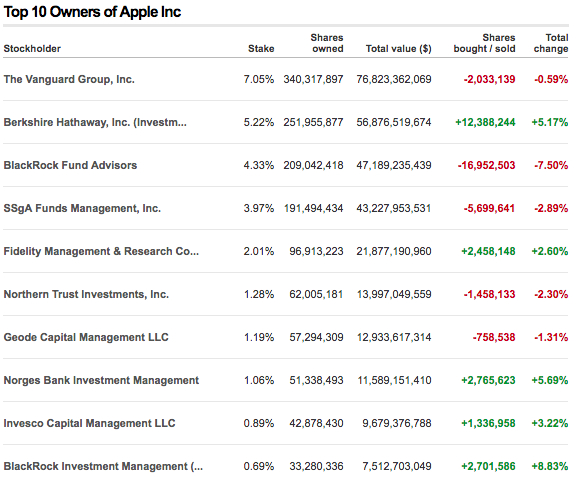 Top 10 Owners of Apple Inc
Stockholder Stake Shares owned Total value ($) Shares bought / sold Total change
The Vanguard Group, Inc. 7.05% 340,317,897 76,823,362,069 -2,033,139 -0.59%
Berkshire Hathaway, Inc. (Investm... 5.22% 251,955,877 56,876,519,674 +12,388,244 +5.17%
BlackRock Fund Advisors 4.33% 209,042,418 47,189,235,439 -16,952,503 -7.50%
SSgA Funds Management, Inc. 3.97% 191,494,434 43,227,953,531 -5,699,641 -2.89%
Fidelity Management & Research Co... 2.01% 96,913,223 21,877,190,960 +2,458,148 +2.60%
Northern Trust Investments, Inc. 1.28% 62,005,181 13,997,049,559 -1,458,133 -2.30%
Geode Capital Management LLC 1.19% 57,294,309 12,933,617,314 -758,538 -1.31%
Norges Bank Investment Management 1.06% 51,338,493 11,589,151,410 +2,765,623 +5.69%
Invesco Capital Management LLC 0.89% 42,878,430 9,679,376,788 +1,336,958 +3.22%
BlackRock Investment Management (... 0.69% 33,280,336 7,512,703,049 +2,701,586 +8.83%